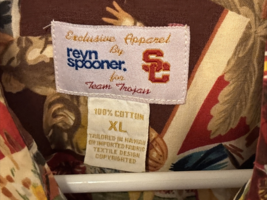 Exclusive Apparel
By
reyn
spooner.
SC
for
Team Trojan
100% COTTON
XL
TAILORED IN HAWAII
OF IMPORTED FABRIC
TEXTILE DESIGN
COPYRIGHTED